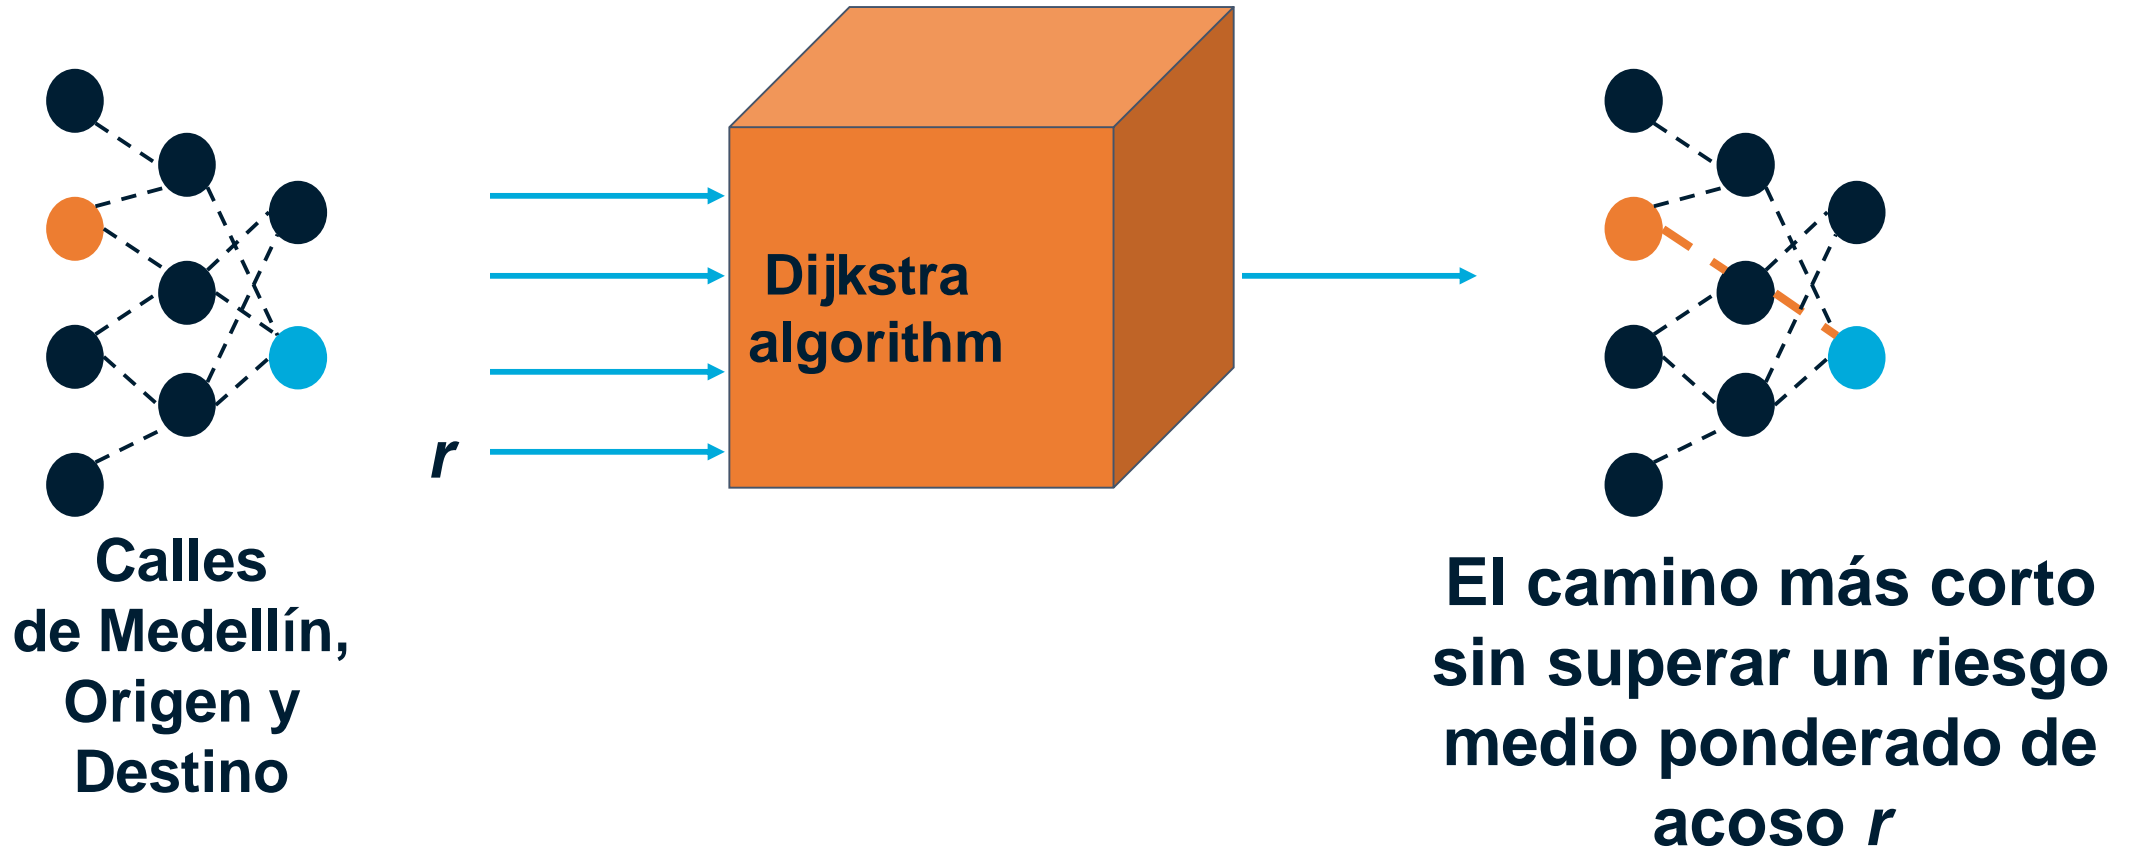 Calles
de Medellín,
Origen y
Destino
r
Dijkstra
algorithm
El camino más corto
sin superar un riesgo
medio ponderado de
acoso r